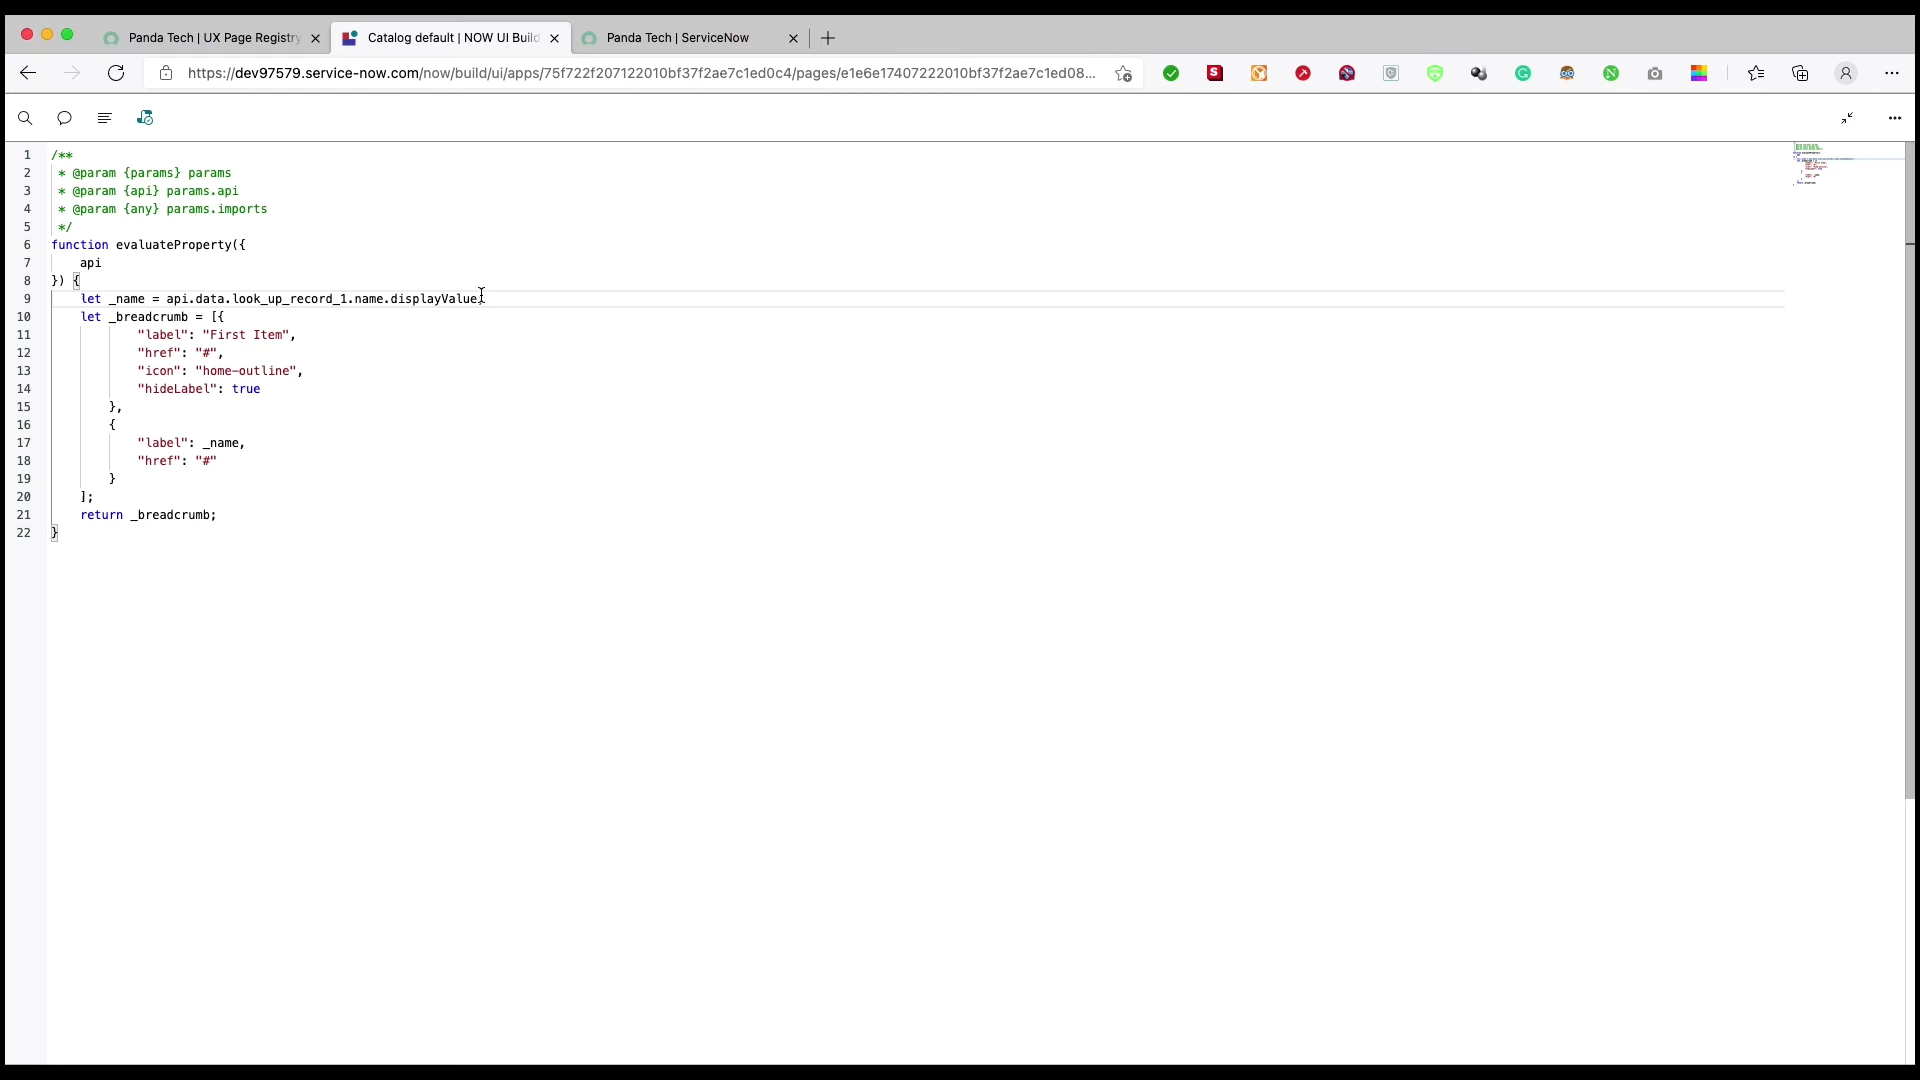 Panda Tech | UX Page Registry
Catalog default | NOW UI Build
Panda Tech | ServiceNow
https://dev97579.service-now.com/now/build/ui/apps/75f722f207122010bf37f2ae7c1ed0c4/pages/e1e6e17407222010bf37f2ae7c1ed08...
1 /**
2 * @param {params} params
3 * @param {api} params.api
4 * @param {any} params.imports
5 */
6 function evaluateProperty({
7 api
8 }) {
9 let _name = api.data.look_up_record_1.name.displayValue;
10 let _breadcrumb = [{
11 "label": "First Item",
12 "href": "#",
13 "icon": "home-outline",
14 "hideLabel": true
15 },
16 {
17 "label": _name,
18 "href": "#"
19 }
20 ];
21 return _breadcrumb;
22 }